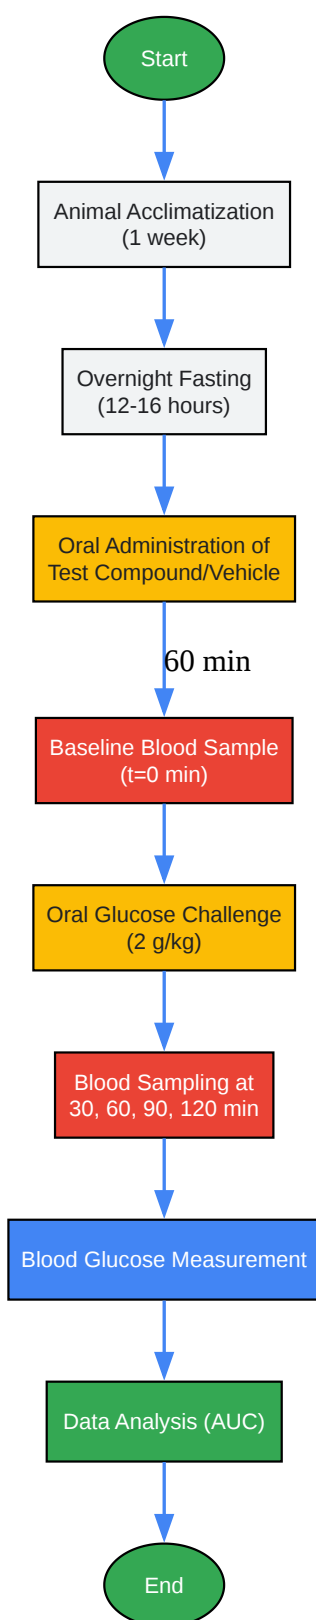 Start
Animal Acclimatization
(1 week)
Overnight Fasting
(12-16 hours)
Oral Administration of
Test Compound/Vehicle
60 min
Baseline Blood Sample
(t=0 min)
Oral Glucose Challenge
(2 g/kg)
Blood Sampling at
30, 60, 90, 120 min
Blood Glucose Measurement
Data Analysis (AUC)
End